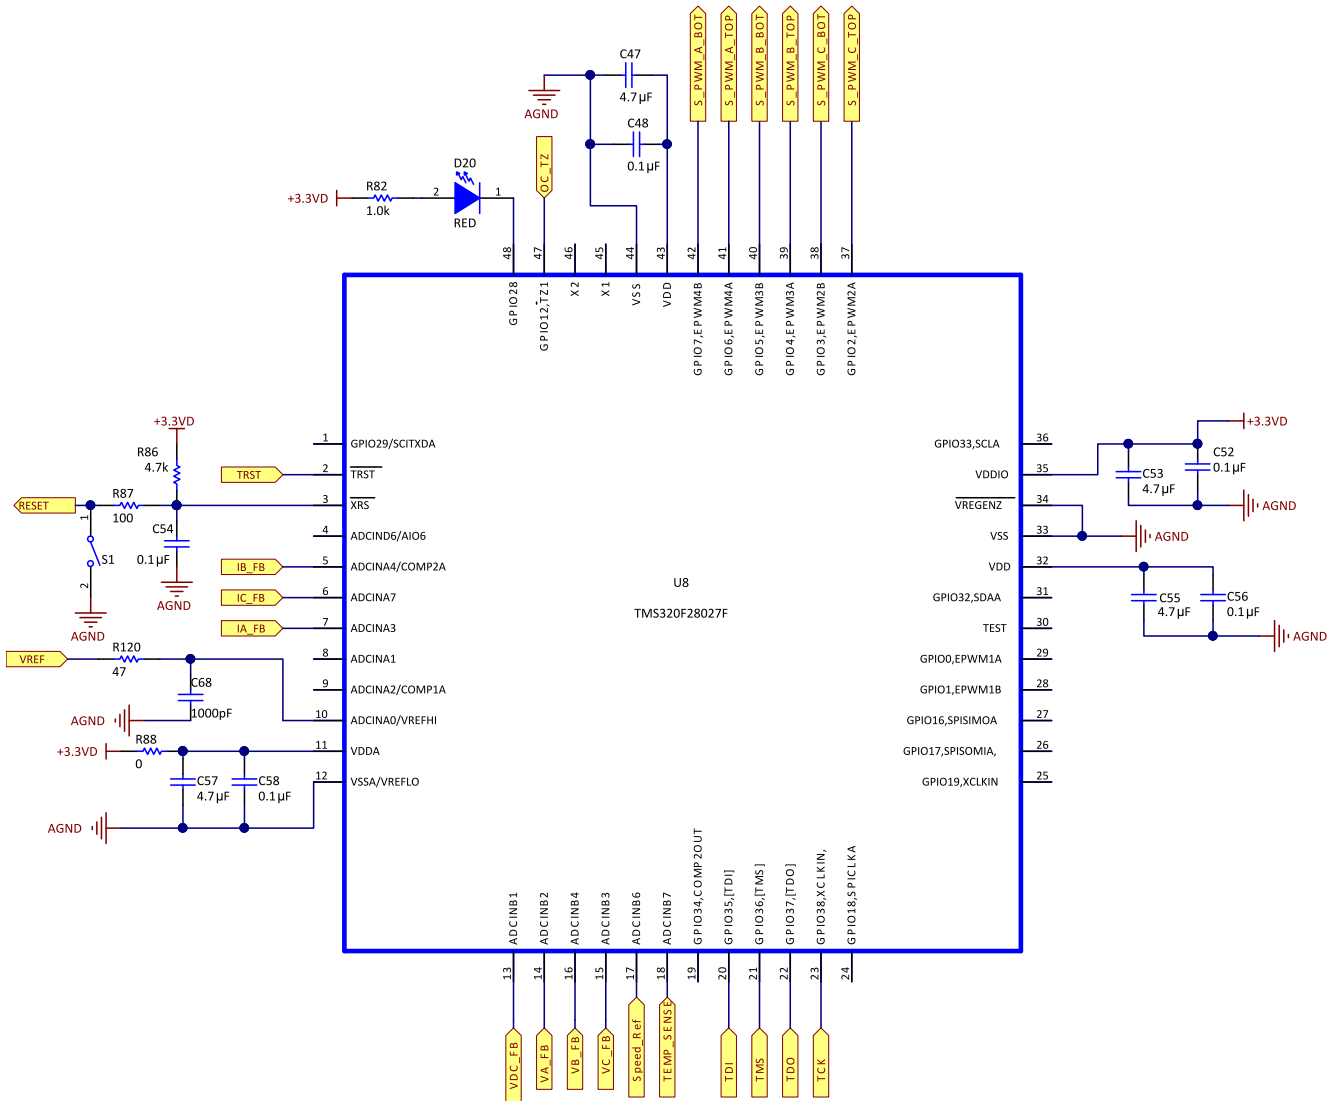 S_PWM_A_BOT
S_PWM_A_TOP
S_PWM_B_BOT
S_PWM_B_TOP
S_PWM_C_BOT
S_PWM_C_TOP
C47
4.7µF
AGND
C48
0.1µF
OC_TZ
D20
RED
2
1
+3.3VD
R82
1.0k
48
47
46
45
44
43
42
41
40
39
38
37
GPIO28
GPIO12,TZ1
X2
X1
VSS
VDD
GPIO7,EPWM4B
GPIO6,EPWM4A
GPIO5,EPWM3B
GPIO4,EPWM3A
GPIO3,EPWM2B
GPIO2,EPWM2A
+3.3VD
R86
4.7k
TRST
RESET
R87
100
1
S1
2
AGND
C54
0.1µF
AGND
IB_FB
IC_FB
IA_FB
VREF
R120
47
C68
1000pF
AGND
+3.3VD
R88
0
C57
4.7µF
C58
0.1µF
AGND
1 GPIO29/SCITXDA
2 TRST
3 XRS
4 ADCIND6/AIO6
5 ADCINA4/COMP2A
6 ADCINA7
7 ADCINA3
8 ADCINA1
9 ADCINA2/COMP1A
10 ADCINA0/VREFHI
11 VDDA
12 VSSA/VREFLO
U8
TMS320F28027F
GPIO33,SCLA 36
VDDIO 35
VREGENZ 34
VSS 33
VDD 32
GPIO32,SDAA 31
TEST 30
GPIO0,EPWM1A 29
GPIO1,EPWM1B 28
GPIO16,SPISIMOA 27
GPIO17,SPISOMIA, 26
GPIO19,XCLKIN 25
+3.3VD
C52
0.1µF
C53
4.7µF
AGND
AGND
C55
4.7µF
C56
0.1µF
AGND
ADCINB1
ADCINB2
ADCINB4
ADCINB3
ADCINB6
ADCINB7
GPIO34,COMP2OUT
GPIO35,[TDI]
GPIO36,[TMS]
GPIO37,[TDO]
GPIO38,XCLKIN,
GPIO18,SPICLKA
13
14
16
15
17
18
19
20
21
22
23
24
VDC_FB
VA_FB
VB_FB
VC_FB
Speed_Ref
TEMP_SENSE
TDI
TMS
TDO
TCK